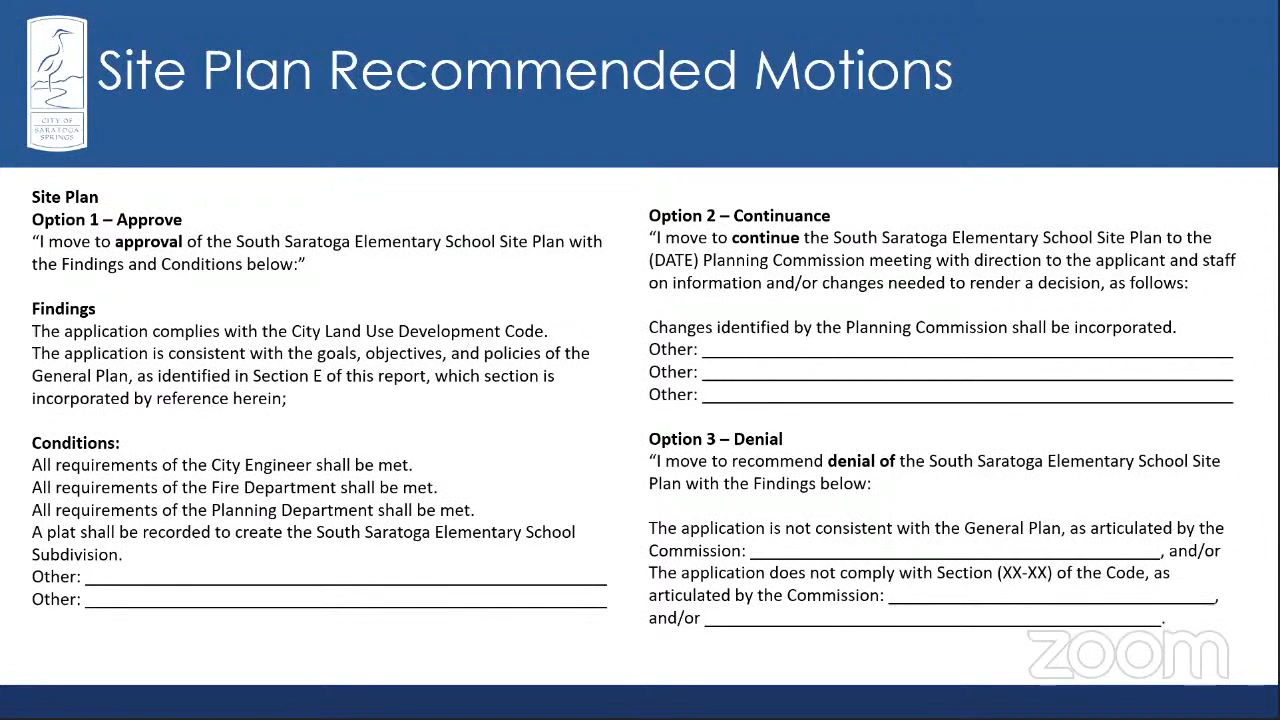 CITY OF
SARATOGA
SPRINGS
Site Plan Recommended Motions
Site Plan
Option 1 – Approve
“I move to approval of the South Saratoga Elementary School Site Plan with
the Findings and Conditions below:”
Findings
The application complies with the City Land Use Development Code.
The application is consistent with the goals, objectives, and policies of the
General Plan, as identified in Section E of this report, which section is
incorporated by reference herein;
Conditions:
All requirements of the City Engineer shall be met.
All requirements of the Fire Department shall be met.
All requirements of the Planning Department shall be met.
A plat shall be recorded to create the South Saratoga Elementary School
Subdivision.
Other: ____________________
Other: ____________________
Option 2 – Continuance
“I move to continue the South Saratoga Elementary School Site Plan to the
(DATE) Planning Commission meeting with direction to the applicant and staff
on information and/or changes needed to render a decision, as follows:
Changes identified by the Planning Commission shall be incorporated.
Other: ____________________
Other: ____________________
Other: ____________________
Option 3 – Denial
“I move to recommend denial of the South Saratoga Elementary School Site
Plan with the Findings below:
The application is not consistent with the General Plan, as articulated by the
Commission: ____________________, and/or
The application does not comply with Section (XX-XX) of the Code, as
articulated by the Commission: ____________________,
and/or ____________________.
zoom